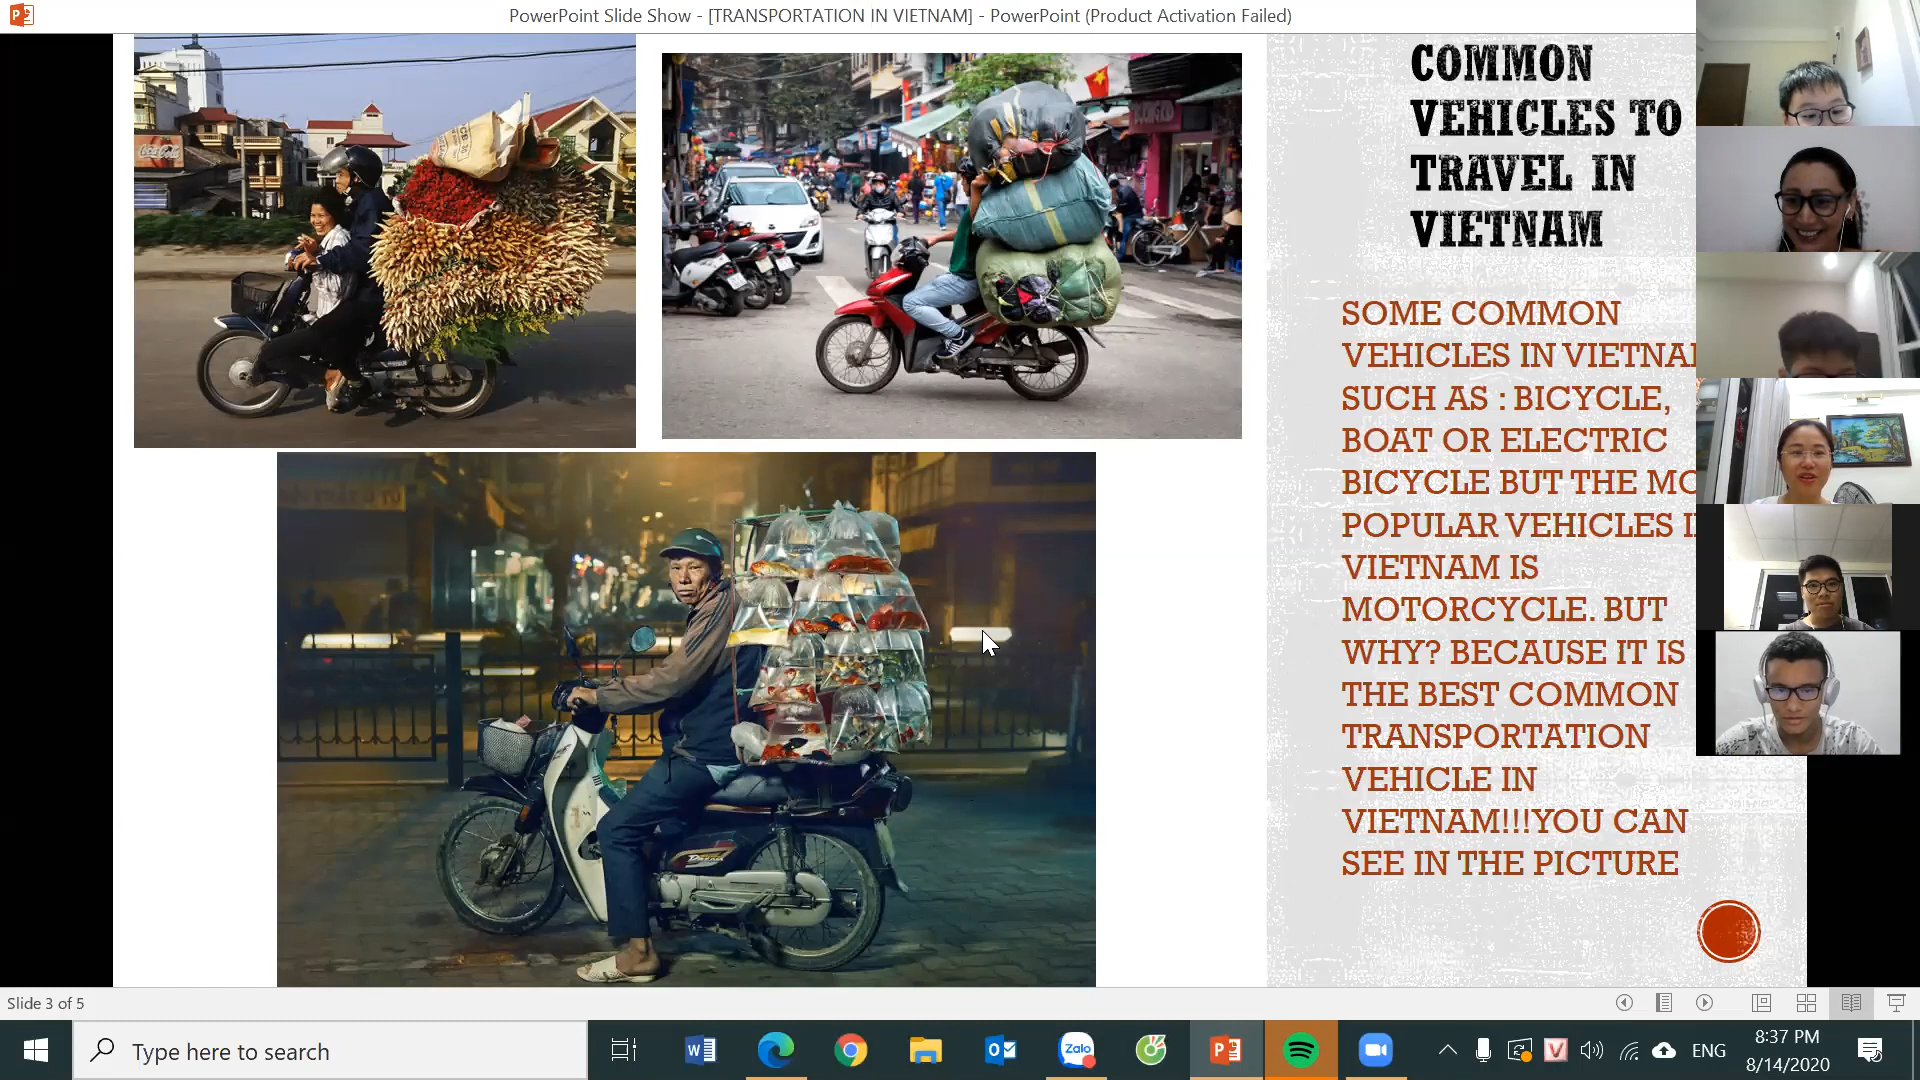 PowerPoint Slide Show - [TRANSPORTATION IN VIETNAM] - PowerPoint (Product Activation Failed)
COMMON
VEHICLES TO
TRAVEL IN
VIETNAM
SOME COMMON
VEHICLES IN VIETNA
SUCH AS : BICYCLE,
BOAT OR ELECTRIC
BICYCLE BUT THE MO
POPULAR VEHICLES I
VIETNAM IS
MOTORCYCLE. BUT
WHY? BECAUSE IT IS
THE BEST COMMON
TRANSPORTATION
VEHICLE IN
VIETNAM!!!YOU CAN
SEE IN THE PICTURE
Coca-Cola
Dream
Slide 3 of 5
Type here to search
Zalo
ENG
8:37 PM
8/14/2020